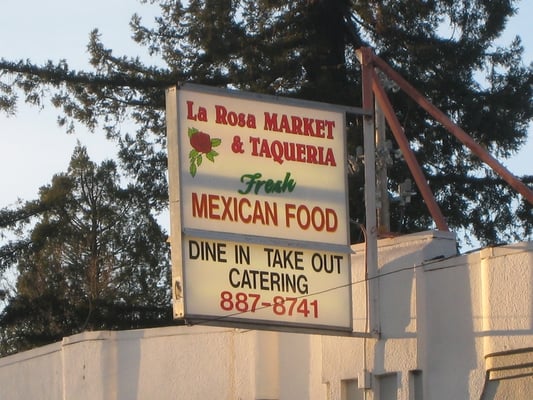 La Rosa MARKET
& TAQUERIA
Fresh
MEXICAN FOOD
DINE IN TAKE OUT
CATERING
887-8741